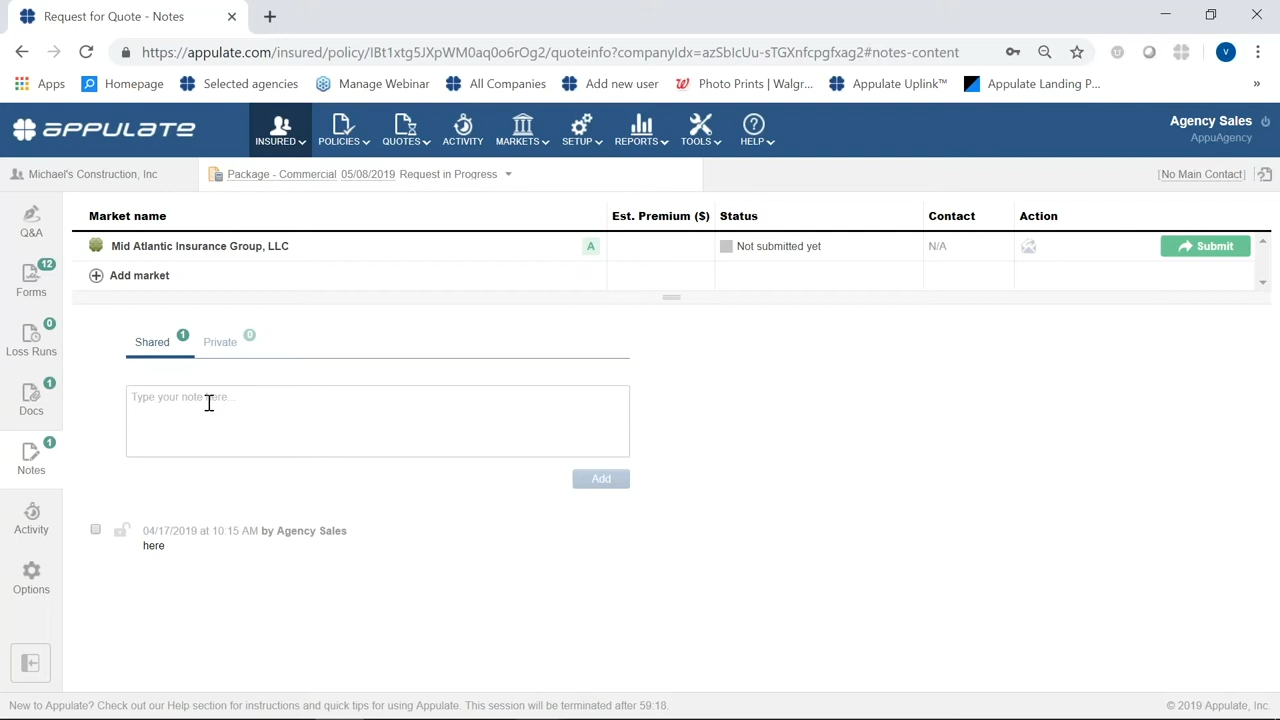 Request for Quote - Notes
https://appulate.com/insured/policy/IBt1xtg5JXpWM0aq0o6rOg2/quoteinfo?companyIdx=azSbIcUu-sTGXnfcpgfxag2#notes-content
V
Apps Homepage Selected agencies Manage Webinar All Companies Add new user Photo Prints | Walgr... Appulate Uplink™ Appulate Landing P... »
APPULATE
INSURED POLICIES QUOTES ACTIVITY MARKETS SETUP REPORTS TOOLS HELP
Agency Sales
AppuAgency
Michael's Construction, Inc Package - Commercial 05/08/2019 Request in Progress [No Main Contact]
Market name Est. Premium ($) Status Contact Action
Mid Atlantic Insurance Group, LLC A Not submitted yet N/A Submit
Add market
Q&A
12
Forms
0
Loss Runs
1
Docs
1
Notes
Activity
Options
Shared 1 Private 0
Type your note here...
Add
04/17/2019 at 10:15 AM by Agency Sales
here
New to Appulate? Check out our Help section for instructions and quick tips for using Appulate. This session will be terminated after 59:18. © 2019 Appulate, Inc.